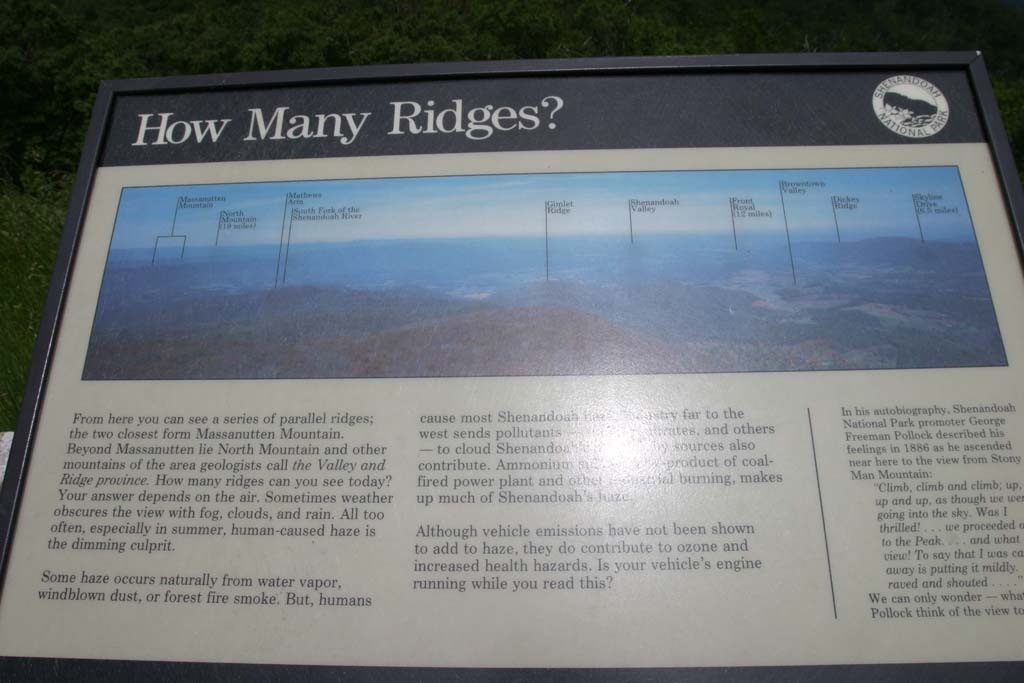 How Many Ridges?
SHENANDOAH
NATIONAL PARK
Massanutten
Mountain
North
Mountain
(19 miles)
Mathews
Arm
South Fork of the
Shenandoah River
Gimlet
Ridge
Shenandoah
Valley
Front
Royal
(12 miles)
Browntown
Valley
Dickey
Ridge
Skyline
Drive
(6.5 miles)
From here you can see a series of parallel ridges;
the two closest form Massanutten Mountain.
Beyond Massanutten lie North Mountain and other
mountains of the area geologists call the Valley and
Ridge province. How many ridges can you see today?
Your answer depends on the air. Sometimes weather
obscures the view with fog, clouds, and rain. All too
often, especially in summer, human-caused haze is
the dimming culprit.
Some haze occurs naturally from water vapor,
windblown dust, or forest fire smoke. But, humans
cause most Shenandoah far to the
west sends pollutants — and others
— to cloud sources also
contribute. Ammonium of coal-
fired power plant and burning, makes
up much of Shenandoah's haze.
Although vehicle emissions have not been shown
to add to haze, they do contribute to ozone and
increased health hazards. Is your vehicle's engine
running while you read this?
In his autobiography, Shenandoah
National Park promoter George
Freeman Pollock described his
feelings in 1886 as he ascended
near here to the view from Stony
Man Mountain:
"Climb, climb and climb; up,
up and up, as though we wer
going into the sky. Was I
thrilled! . . . we proceeded o
to the Peak. . . . and what
view! To say that I was ca
away is putting it mildly.
raved and shouted . . . ."
We can only wonder — wha
Pollock think of the view to